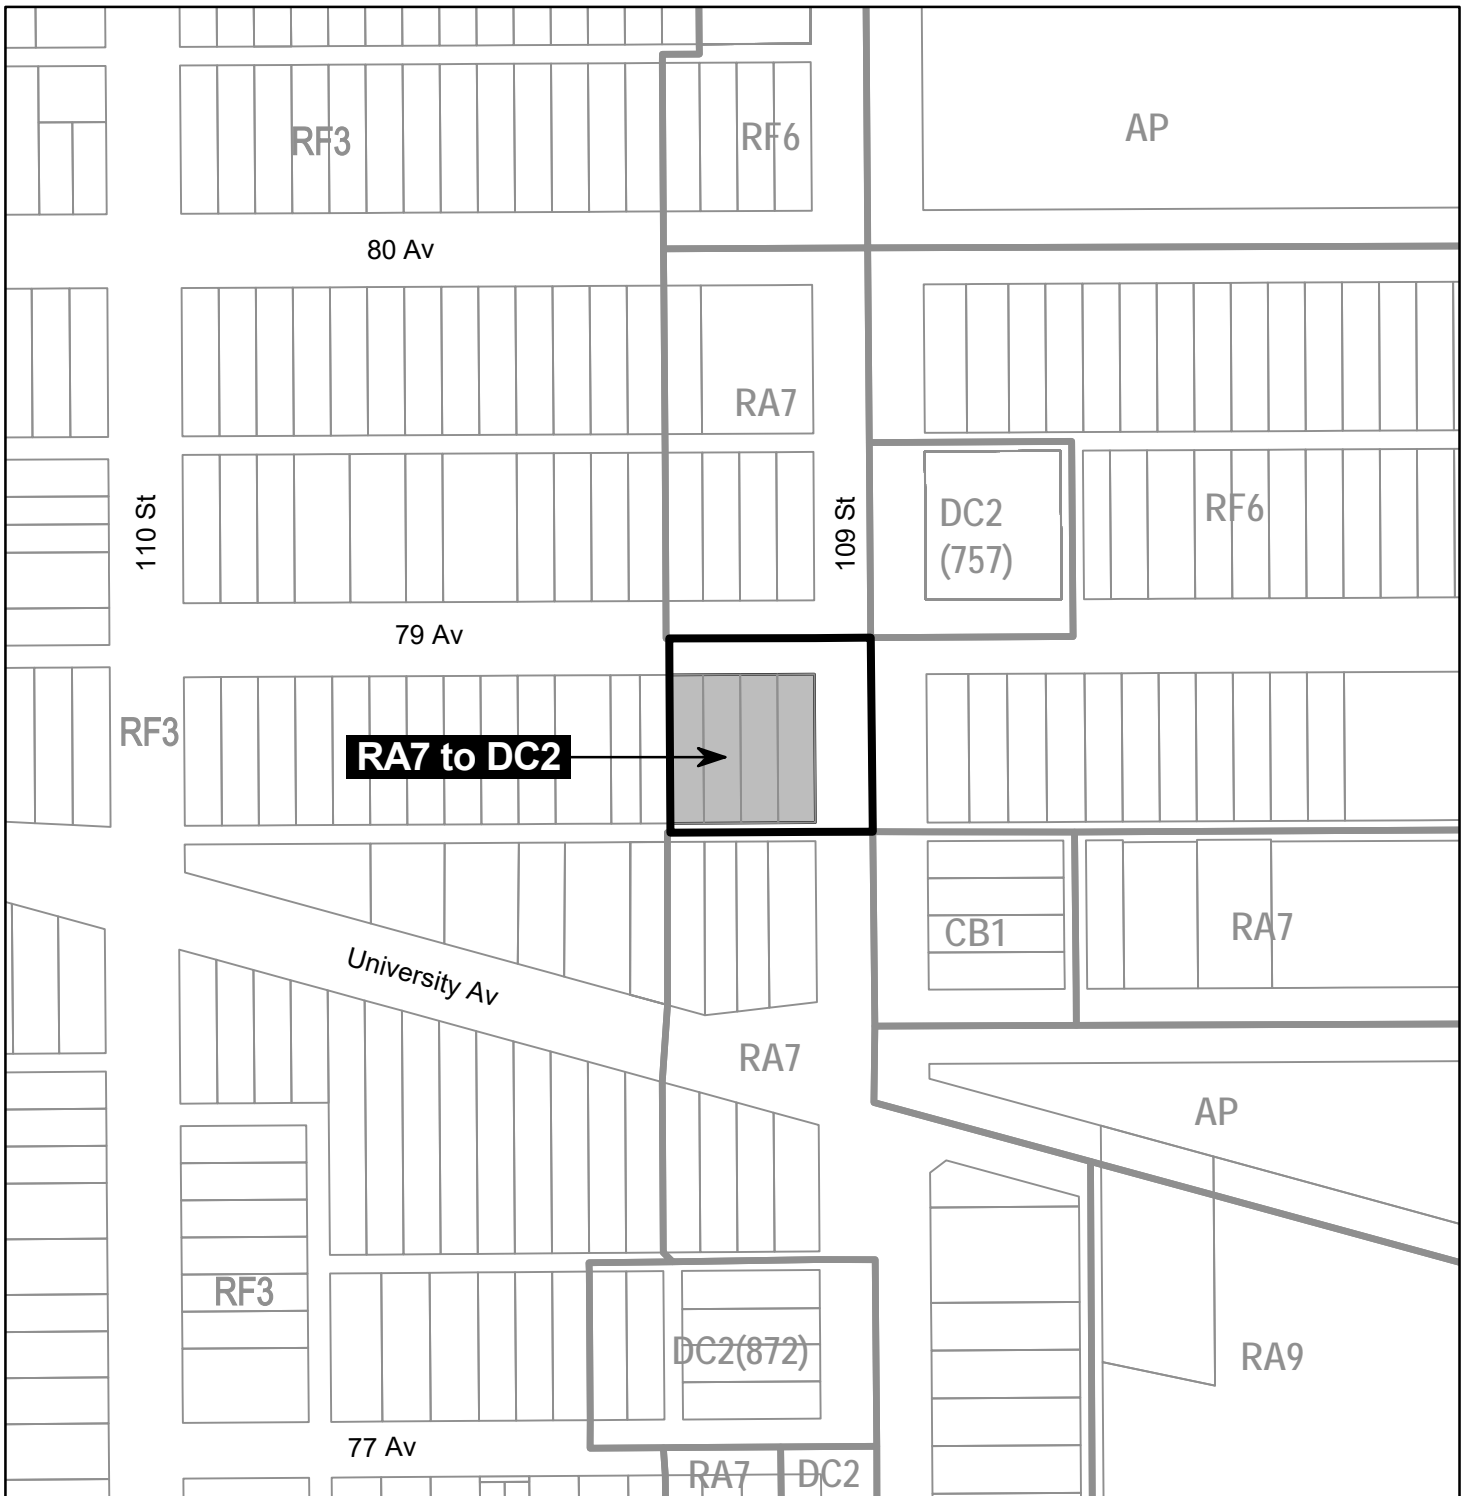 AP
RF3
RF6
80 Av
RA7
110 St
109 St
DC2
(757)
RF6
79 Av
RF3
RA7 to DC2
CB1
RA7
University Av
RA7
AP
RF3
DC2(872)
RA9
77 Av
RA7
DC2